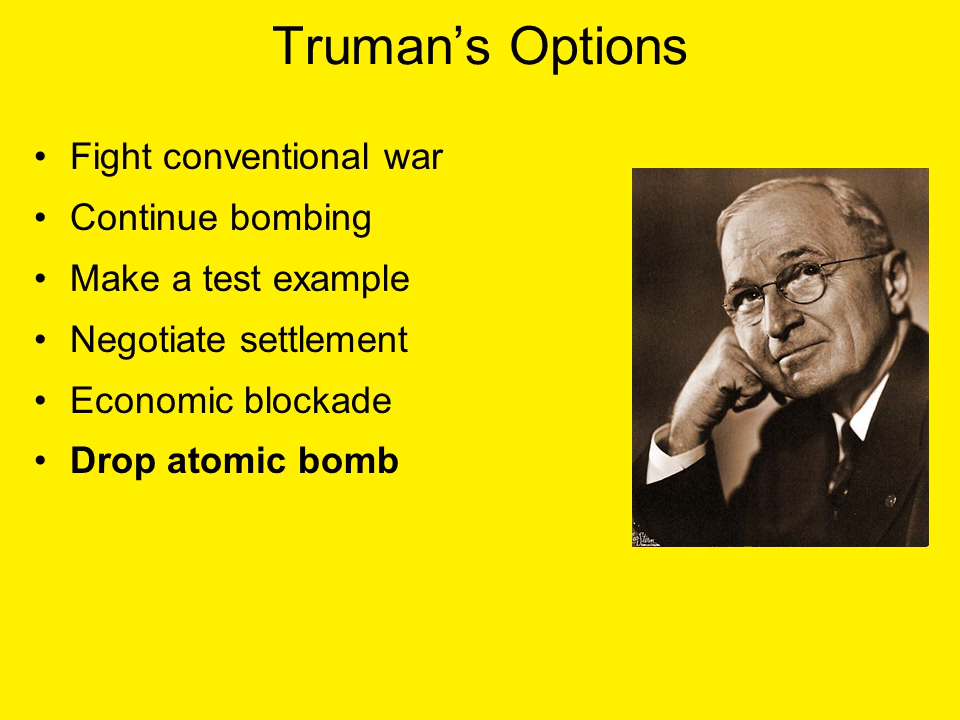 Truman’s Options
• Fight conventional war
• Continue bombing
• Make a test example
• Negotiate settlement
• Economic blockade
• Drop atomic bomb